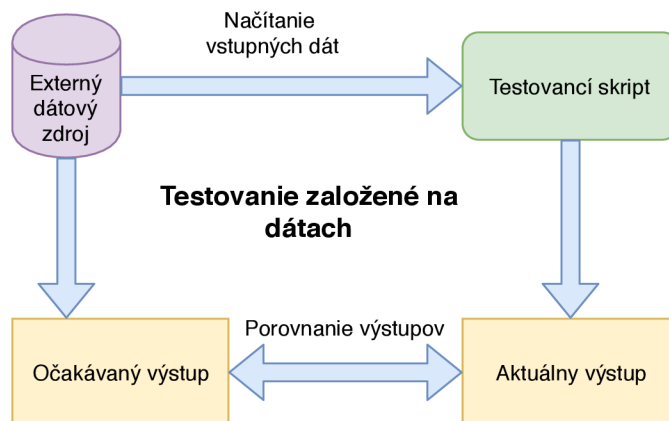 Načítanie
vstupných dát
Externý
dátový
zdroj
Testovancí skript
Testovanie založené na
dátach
Porovnanie výstupov
Očakávaný výstup
Aktuálny výstup